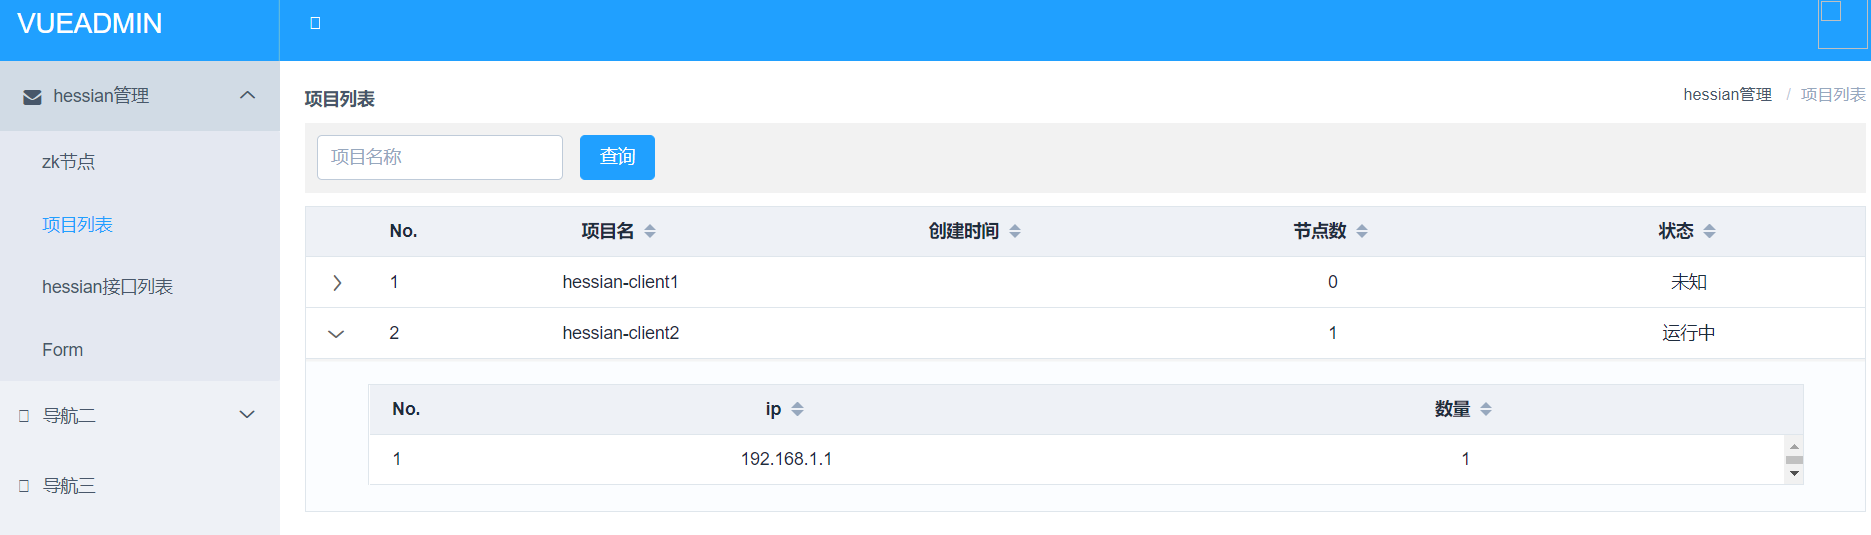 VUEADMIN
hessian管理
zk节点
项目列表
hessian接口列表
Form
导航二
导航三
项目列表
hessian管理 / 项目列表
项目名称 查询
No. 项目名 创建时间 节点数 状态
1 hessian-client1 0 未知
2 hessian-client2 1 运行中
No. ip 数量
1 192.168.1.1 1